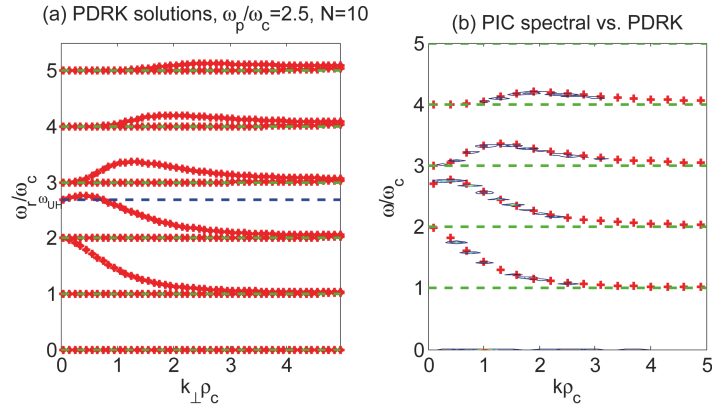 (a) PDRK solutions, ω_p/ω_c=2.5, N=10
ω_r/ω_c
5
4
3
ω_UH
2
1
0
0 1 2 3 4
k_⊥ρ_c
(b) PIC spectral vs. PDRK
ω/ω_c
5
4
3
2
1
0
0 1 2 3 4 5
kρ_c